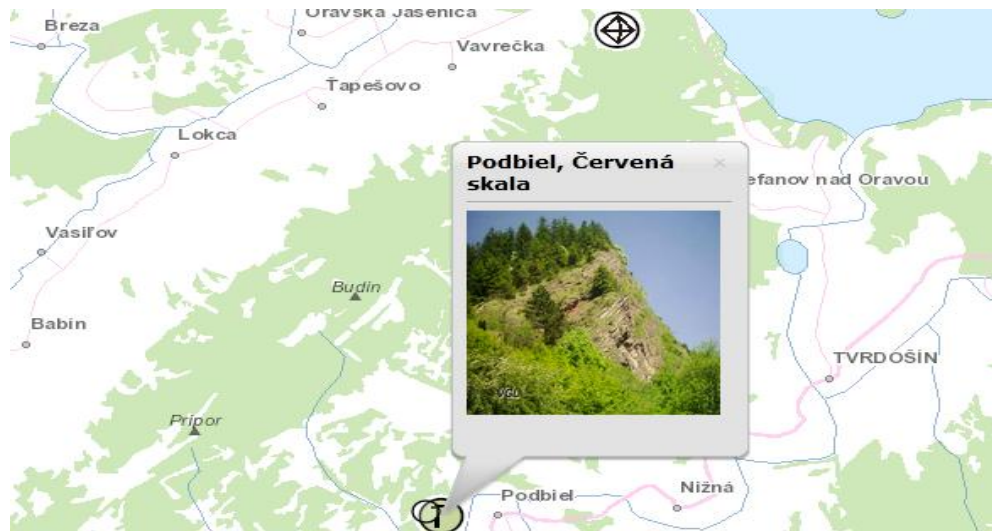 Oravská Jasenica
Breza
Vavrečka
Ťapešovo
Lokca
Podbiel, Červená
skala
efanov nad Oravou
Vasiľov
Budín
Babín
TVRDOŠÍN
VGL
Prípor
Nižná
Podbiel